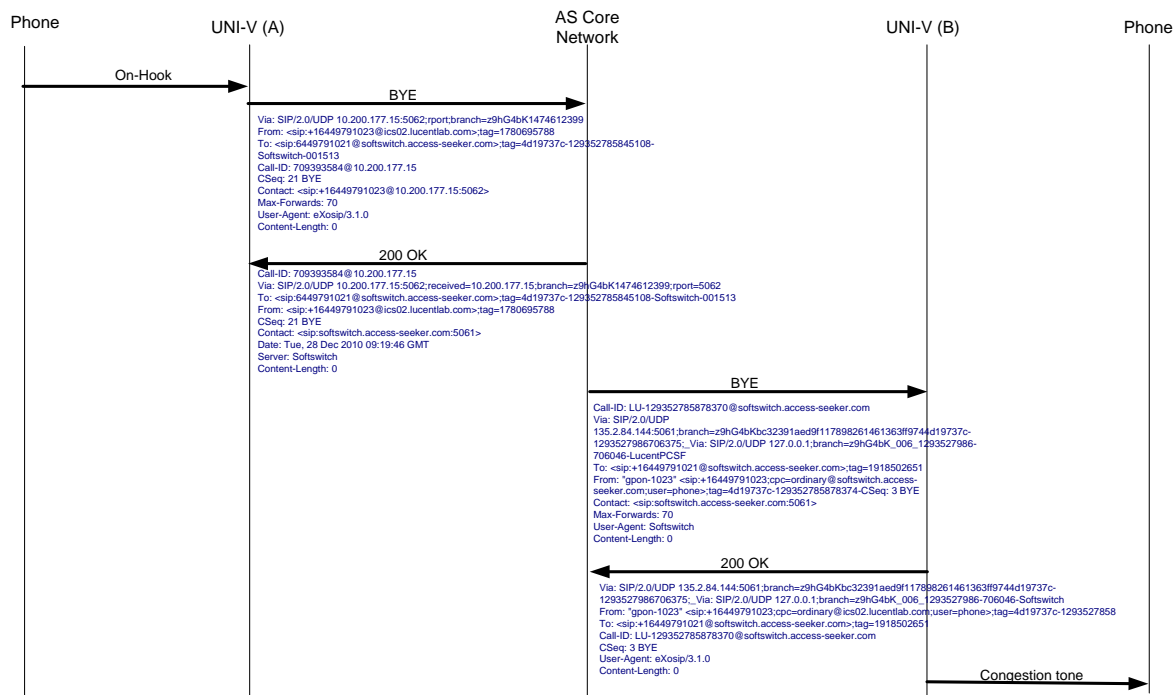 Phone
UNI-V (A)
AS Core
Network
UNI-V (B)
Phone
On-Hook
BYE
Via: SIP/2.0/UDP 10.200.177.15:5062;rport;branch=z9hG4bK1474612399
From: <sip:+16449791023@ics02.lucentlab.com>;tag=1780695788
To: <sip:6449791021@softswitch.access-seeker.com>;tag=4d19737c-129352785845108-
Softswitch-001513
Call-ID: 709393584@10.200.177.15
CSeq: 21 BYE
Contact: <sip:+16449791023@10.200.177.15:5062>
Max-Forwards: 70
User-Agent: eXosip/3.1.0
Content-Length: 0
200 OK
Call-ID: 709393584@10.200.177.15
Via: SIP/2.0/UDP 10.200.177.15:5062;received=10.200.177.15;branch=z9hG4bK1474612399;rport=5062
To: <sip:6449791021@softswitch.access-seeker.com>;tag=4d19737c-129352785845108-Softswitch-001513
From: <sip:+16449791023@ics02.lucentlab.com>;tag=1780695788
CSeq: 21 BYE
Contact: <sip:softswitch.access-seeker.com:5061>
Date: Tue, 28 Dec 2010 09:19:46 GMT
Server: Softswitch
Content-Length: 0
BYE
Call-ID: LU-129352785878370@softswitch.access-seeker.com
Via: SIP/2.0/UDP
135.2.84.144:5061;branch=z9hG4bKbc32391aed9f117898261461363ff9744d19737c-
1293527986706375;_Via: SIP/2.0/UDP 127.0.0.1;branch=z9hG4bK_006_1293527986-
706046-LucentPCSF
To: <sip:+16449791021@softswitch.access-seeker.com>;tag=1918502651
From: "gpon-1023" <sip:+16449791023;cpc=ordinary@softswitch.access-
seeker.com;user=phone>;tag=4d19737c-129352785878374-CSeq: 3 BYE
Contact: <sip:softswitch.access-seeker.com:5061>
Max-Forwards: 70
User-Agent: Softswitch
Content-Length: 0
200 OK
Via: SIP/2.0/UDP 135.2.84.144:5061;branch=z9hG4bKbc32391aed9f117898261461363ff9744d19737c-
1293527986706375;_Via: SIP/2.0/UDP 127.0.0.1;branch=z9hG4bK_006_1293527986-706046-Softswitch
From: "gpon-1023" <sip:+16449791023;cpc=ordinary@ics02.lucentlab.com;user=phone>;tag=4d19737c-1293527858
To: <sip:+16449791021@softswitch.access-seeker.com>;tag=1918502651
Call-ID: LU-129352785878370@softswitch.access-seeker.com
CSeq: 3 BYE
User-Agent: eXosip/3.1.0
Content-Length: 0
Congestion tone